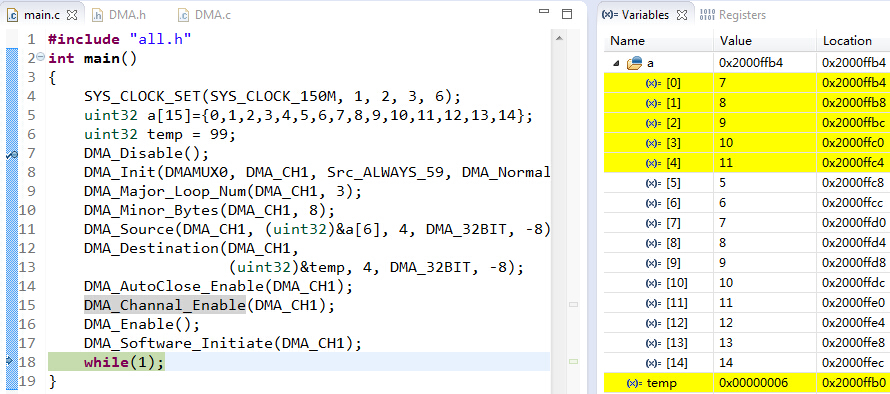 main.c DMA.h DMA.c
1 #include "all.h"
2 int main()
3 {
4 SYS_CLOCK_SET(SYS_CLOCK_150M, 1, 2, 3, 6);
5 uint32 a[15]={0,1,2,3,4,5,6,7,8,9,10,11,12,13,14};
6 uint32 temp = 99;
7 DMA_Disable();
8 DMA_Init(DMAMUX0, DMA_CH1, Src_ALWAYS_59, DMA_Normal
9 DMA_Major_Loop_Num(DMA_CH1, 3);
10 DMA_Minor_Bytes(DMA_CH1, 8);
11 DMA_Source(DMA_CH1, (uint32)&a[6], 4, DMA_32BIT, -8)
12 DMA_Destination(DMA_CH1,
13 (uint32)&temp, 4, DMA_32BIT, -8);
14 DMA_AutoClose_Enable(DMA_CH1);
15 DMA_Channal_Enable(DMA_CH1);
16 DMA_Enable();
17 DMA_Software_Initiate(DMA_CH1);
18 while(1);
19 }
(x)= Variables 1010 0101 Registers
Name Value Location
a 0x2000ffb4 0x2000ffb4
(x)= [0] 7 0x2000ffb4
(x)= [1] 8 0x2000ffb8
(x)= [2] 9 0x2000ffbc
(x)= [3] 10 0x2000ffc0
(x)= [4] 11 0x2000ffc4
(x)= [5] 5 0x2000ffc8
(x)= [6] 6 0x2000ffcc
(x)= [7] 7 0x2000ffd0
(x)= [8] 8 0x2000ffd4
(x)= [9] 9 0x2000ffd8
(x)= [10] 10 0x2000ffdc
(x)= [11] 11 0x2000ffe0
(x)= [12] 12 0x2000ffe4
(x)= [13] 13 0x2000ffe8
(x)= [14] 14 0x2000ffec
(x)= temp 0x00000006 0x2000ffb0